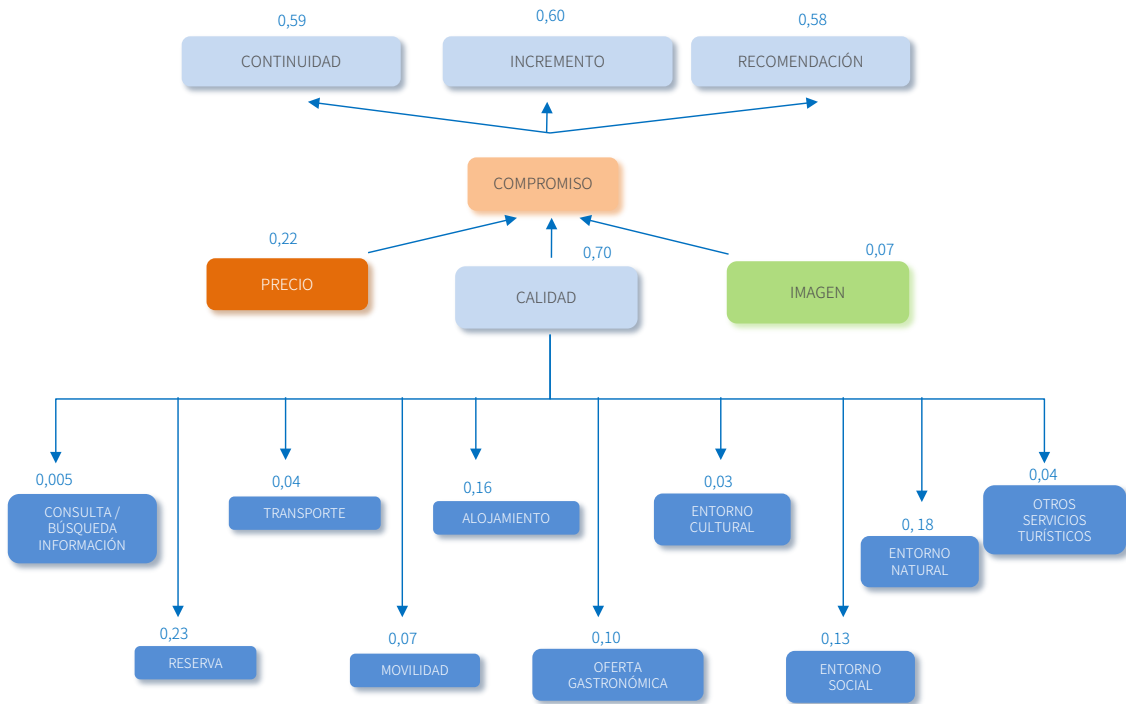 0,59
0,60
0,58
CONTINUIDAD
INCREMENTO
RECOMENDACIÓN
COMPROMISO
0,22
0,70
0,07
PRECIO
CALIDAD
IMAGEN
0,005
CONSULTA /
BÚSQUEDA
INFORMACIÓN
0,04
TRANSPORTE
0,16
ALOJAMIENTO
0,03
ENTORNO
CULTURAL
0, 18
ENTORNO
NATURAL
0,04
OTROS
SERVICIOS
TURÍSTICOS
0,23
RESERVA
0,07
MOVILIDAD
0,10
OFERTA
GASTRONÓMICA
0,13
ENTORNO
SOCIAL